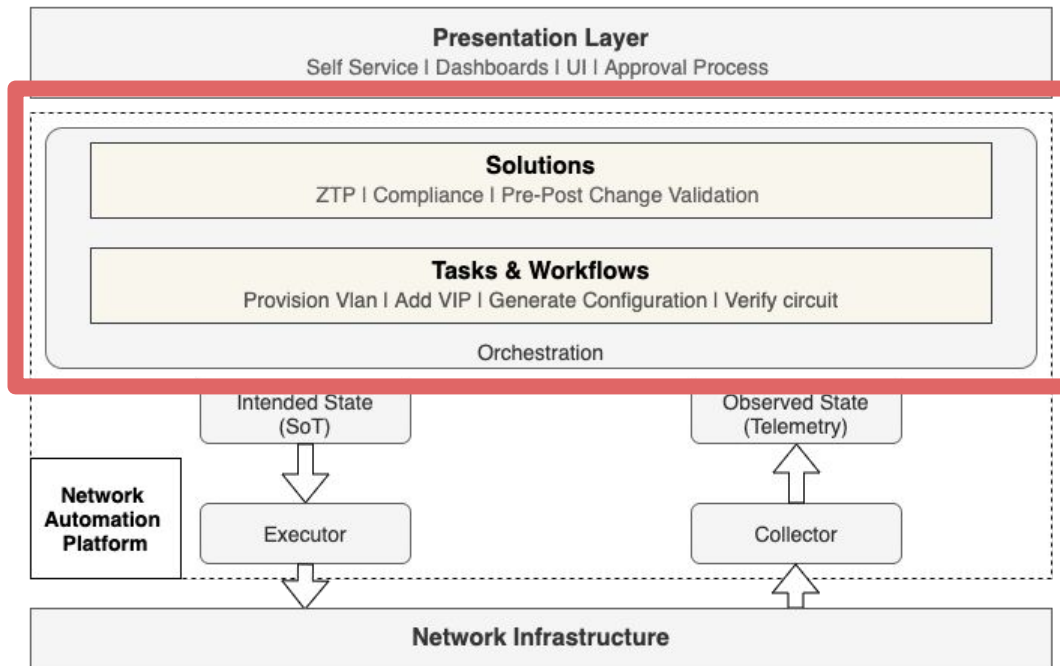 Presentation Layer
Self Service | Dashboards | UI | Approval Process
Solutions
ZTP | Compliance | Pre-Post Change Validation
Tasks & Workflows
Provision Vlan | Add VIP | Generate Configuration | Verify circuit
Orchestration
Intended State
(SoT)
Observed State
(Telemetry)
Network
Automation
Platform
Executor
Collector
Network Infrastructure